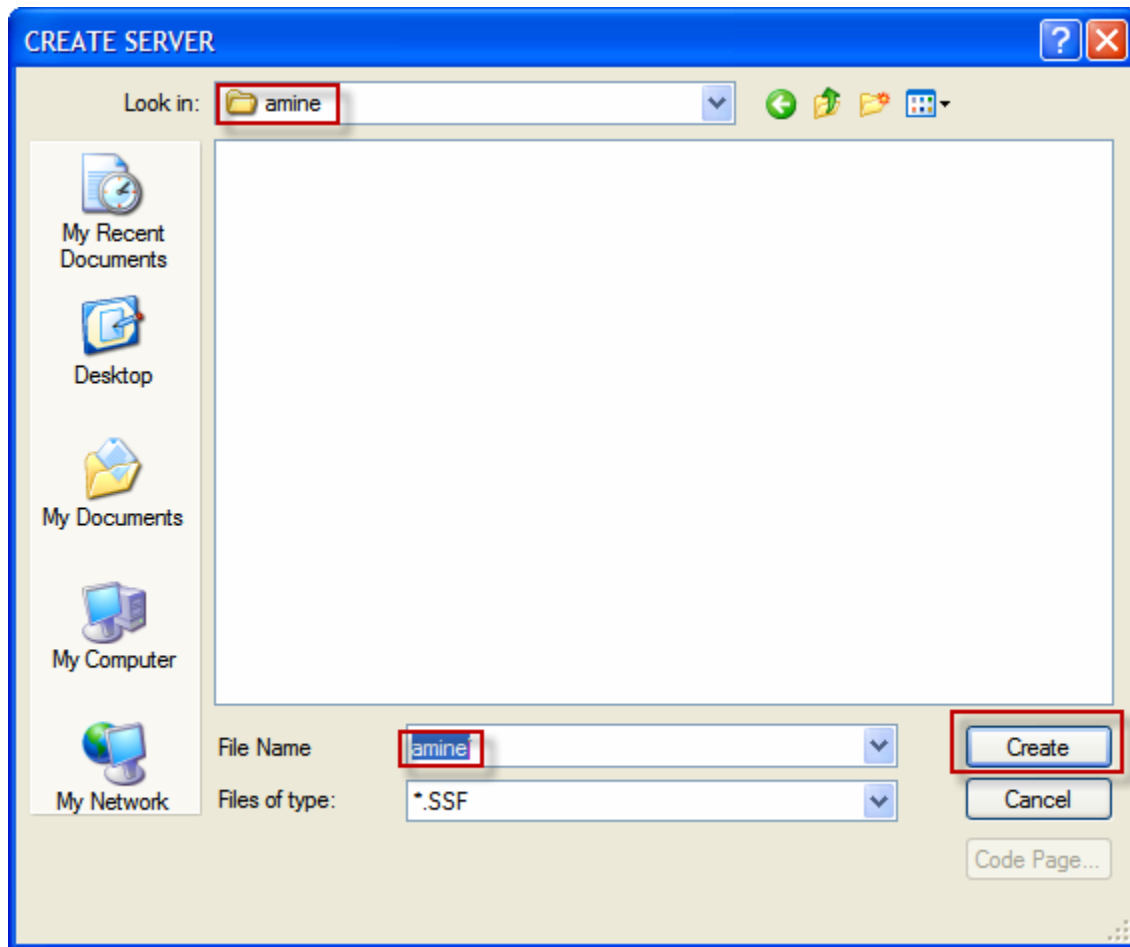 CREATE SERVER
Look in:
amine
My Recent
Documents
Desktop
My Documents
My Computer
My Network
File Name
amine
Create
Files of type:
*.SSF
Cancel
Code Page...